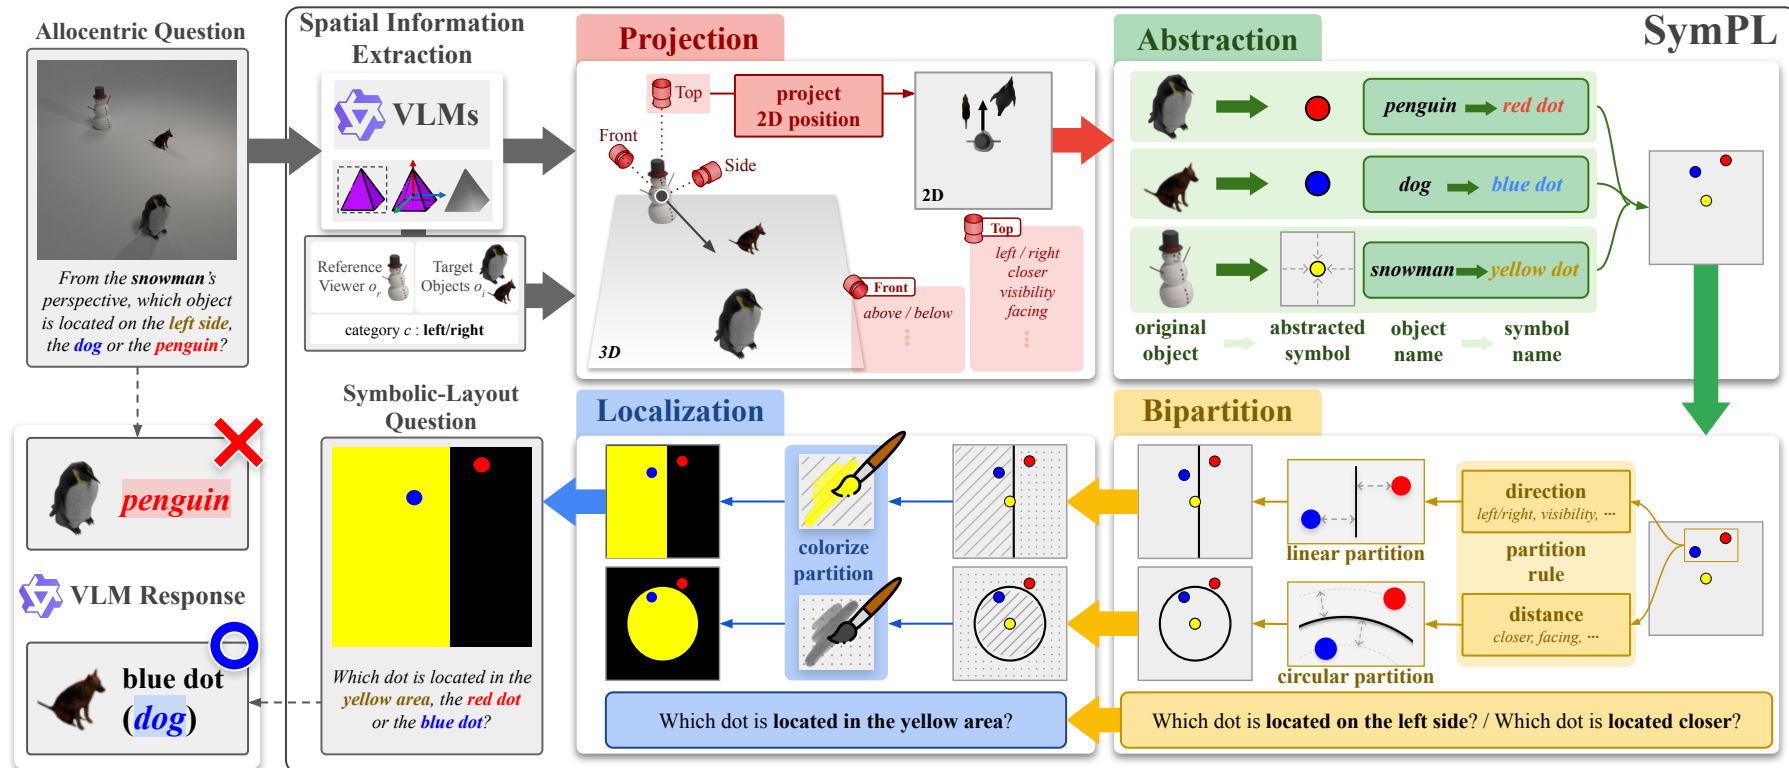 Allocentric Question
From the snowman's
perspective, which object
is located on the left side,
the dog or the penguin?
penguin
VLM Response
blue dot
(dog)
Spatial Information
Extraction
VLMs
Reference
Viewer o_r
Target
Objects o_i
category c : left/right
Projection
Top
project
2D position
Front
Side
3D
2D
Front
above / below
Top
left / right
closer
visibility
facing
Abstraction
SymPL
penguin
red dot
dog
blue dot
snowman
yellow dot
original
object
abstracted
symbol
object
name
symbol
name
Symbolic-Layout
Question
Which dot is located in the
yellow area, the red dot
or the blue dot?
Localization
colorize
partition
Which dot is located in the yellow area?
Bipartition
linear partition
circular partition
direction
left/right, visibility, ...
partition
rule
distance
closer, facing, ...
Which dot is located on the left side? / Which dot is located closer?